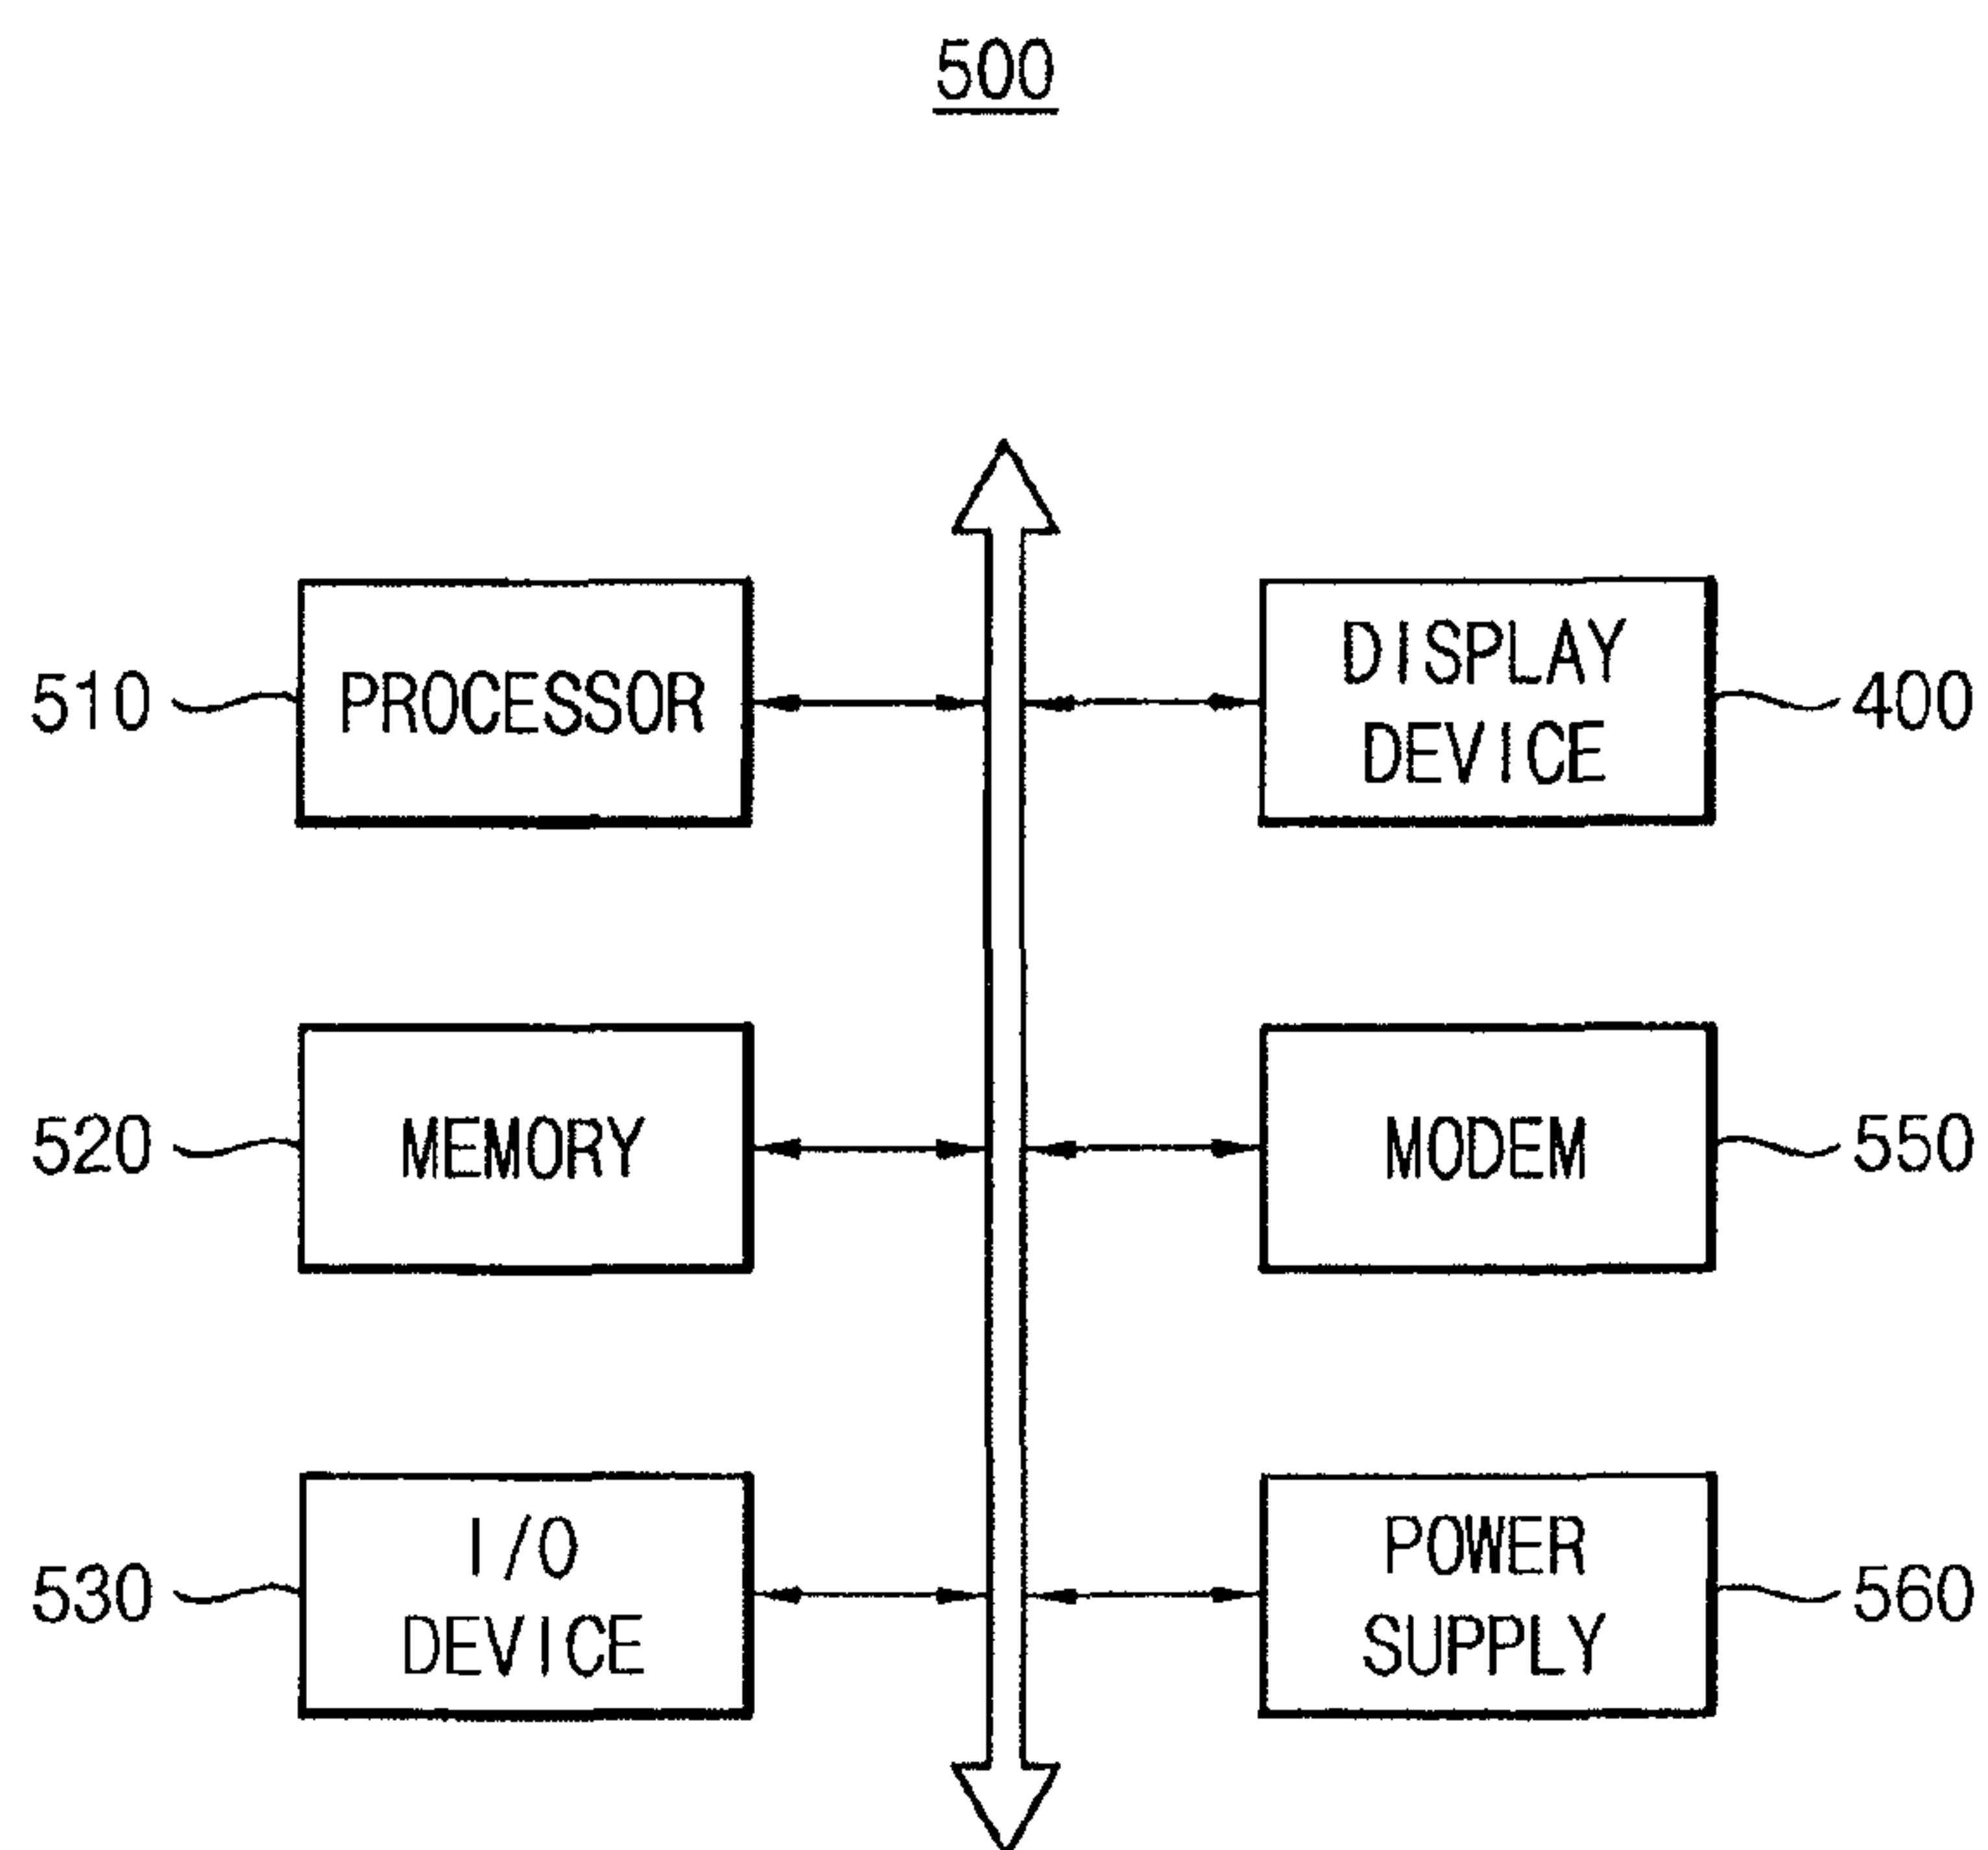 500
510
PROCESSOR
DISPLAY
DEVICE
400
520
MEMORY
MODEM
550
530
I/O
DEVICE
POWER
SUPPLY
560